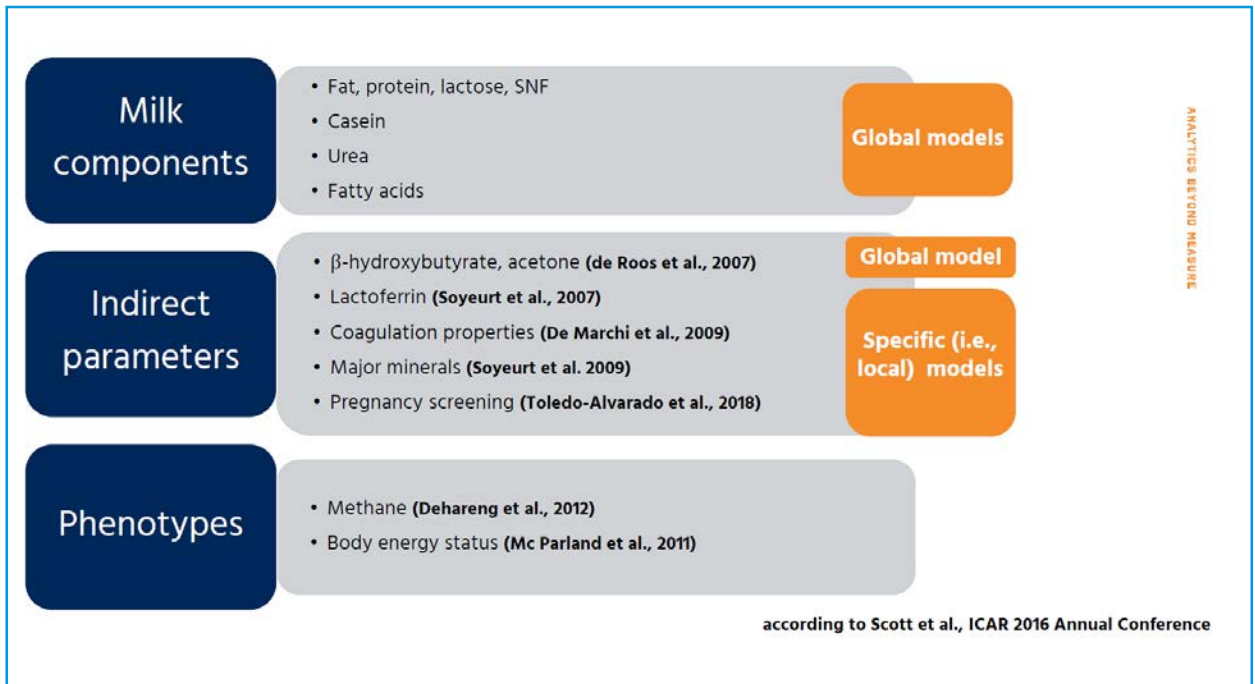 Milk
components
• Fat, protein, lactose, SNF
• Casein
• Urea
• Fatty acids
Global models
ANALYTICS BEYOND MEASURE
Indirect
parameters
• β-hydroxybutyrate, acetone (de Roos et al., 2007)
• Lactoferrin (Soyeurt et al., 2007)
• Coagulation properties (De Marchi et al., 2009)
• Major minerals (Soyeurt et al. 2009)
• Pregnancy screening (Toledo-Alvarado et al., 2018)
Global model
Specific (i.e.,
local) models
Phenotypes
• Methane (Dehareng et al., 2012)
• Body energy status (Mc Parland et al., 2011)
according to Scott et al., ICAR 2016 Annual Conference